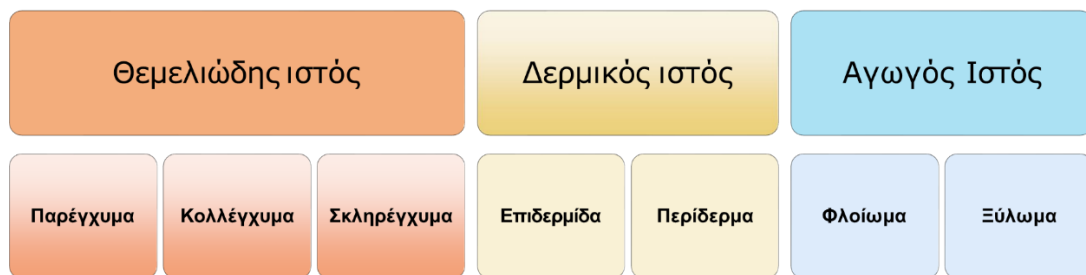 Θεμελιώδης ιστός
Δερμικός ιστός
Αγωγός Ιστός
Παρέγχυμα
Κολλέγχυμα
Σκληρέγχυμα
Επιδερμίδα
Περίδερμα
Φλοίωμα
Ξύλωμα